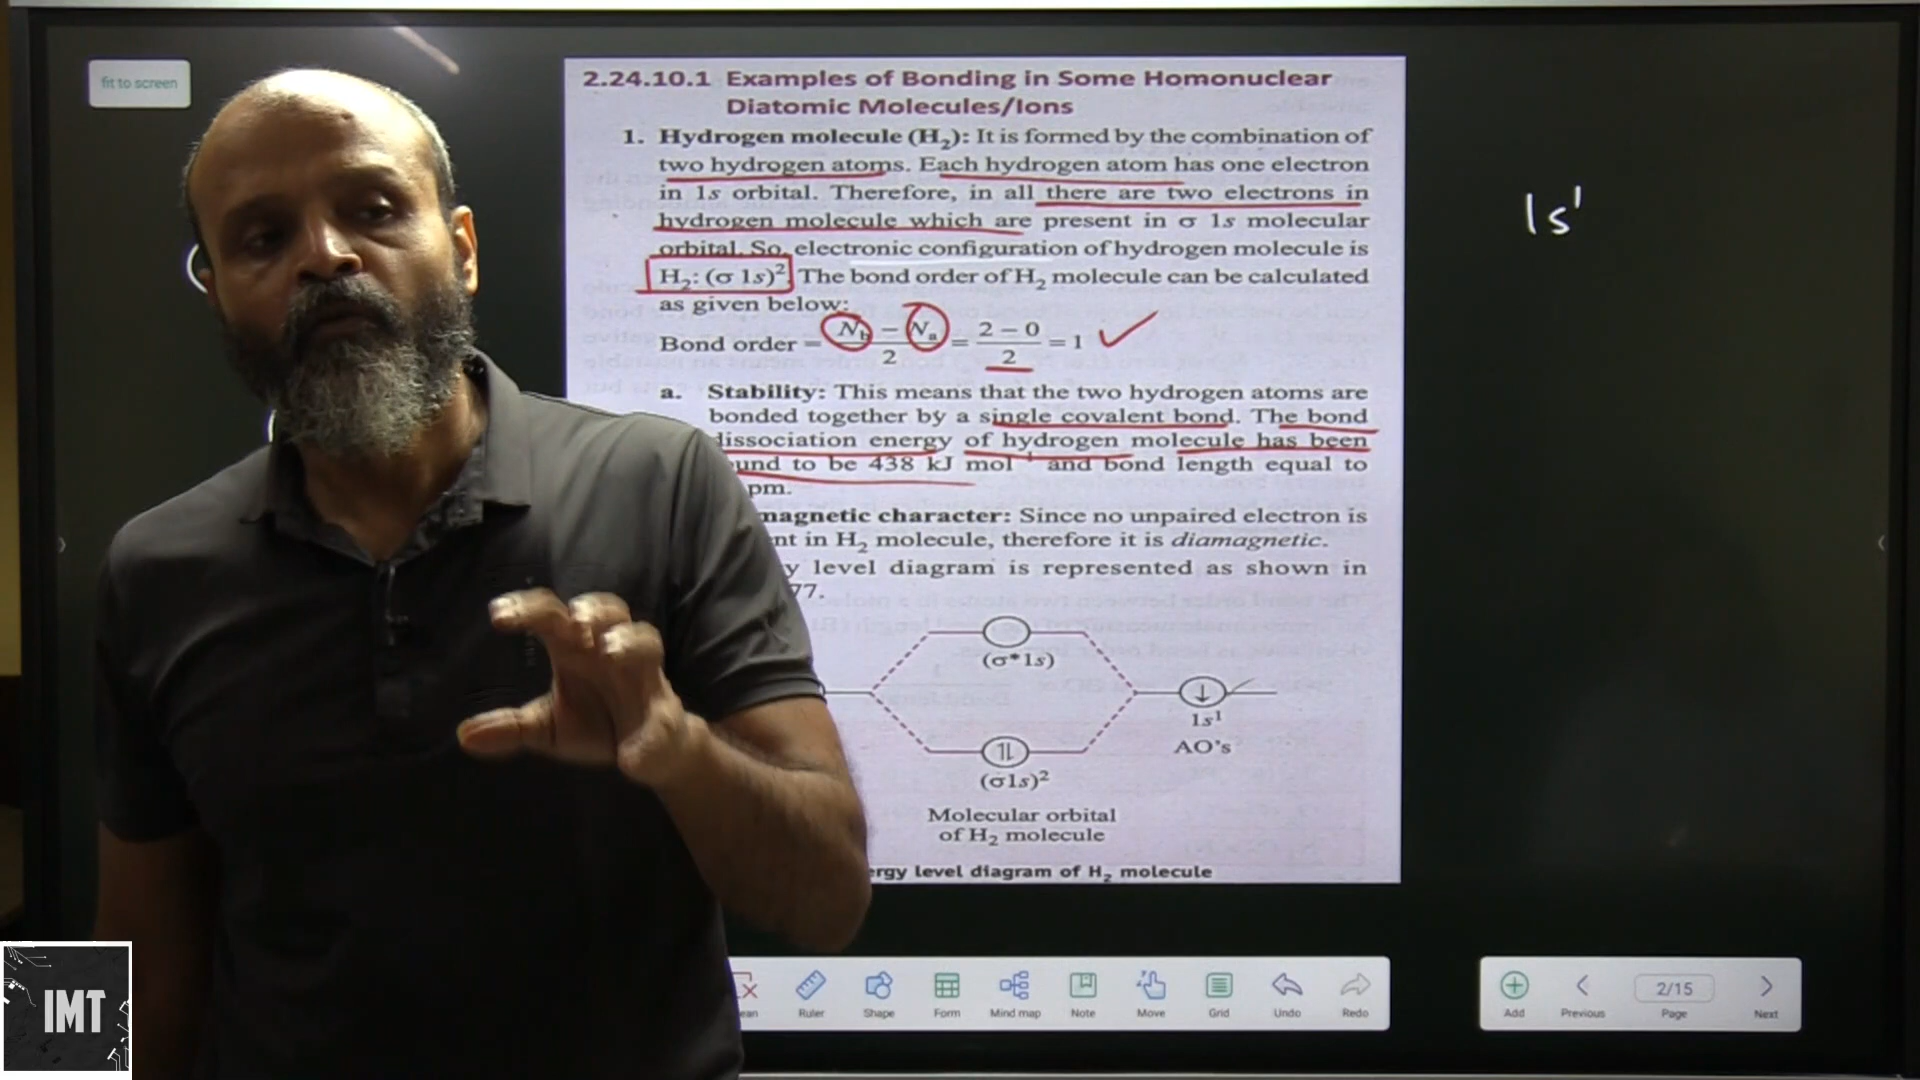 fit to screen
2.24.10.1 Examples of Bonding in Some Homonuclear
Diatomic Molecules/Ions
1. Hydrogen molecule (H₂): It is formed by the combination of
two hydrogen atoms. Each hydrogen atom has one electron
in 1s orbital. Therefore, in all there are two electrons in
hydrogen molecule which are present in σ 1s molecular
orbital. So, electronic configuration of hydrogen molecule is
H₂: (σ 1s)². The bond order of H₂ molecule can be calculated
as given below:
Bond order = (N_b − N_a)/2 = (2 − 0)/2 = 1 ✓
a. Stability: This means that the two hydrogen atoms are
bonded together by a single covalent bond. The bond
dissociation energy of hydrogen molecule has been
und to be 438 kJ mol⁻¹ and bond length equal to
pm.
magnetic character: Since no unpaired electron is
nt in H₂ molecule, therefore it is diamagnetic.
y level diagram is represented as shown in
77.
(σ*1s)
↓ ✓
1s¹
AO's
⇅
(σ1s)²
Molecular orbital
of H₂ molecule
ergy level diagram of H₂ molecule
1s¹
ean Ruler Shape Form Mind map Note Move Grid Undo Redo
2/15
Add Previous Page Next
IMT